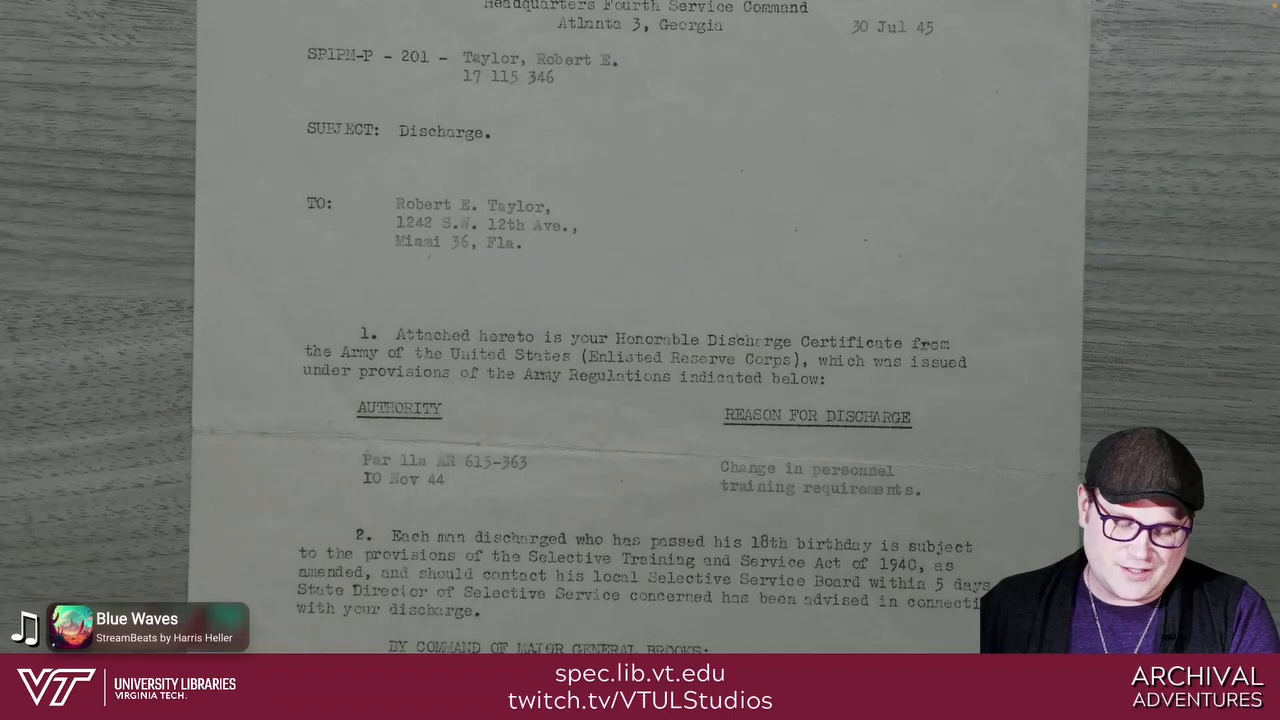 Headquarters Fourth Service Command
Atlanta 3, Georgia 30 Jul 45
SPIPM-P - 201 - Taylor, Robert E.
17 115 346
SUBJECT: Discharge.
TO: Robert E. Taylor,
1242 S.W. 12th Ave.,
Miami 36, Fla.
1. Attached hereto is your Honorable Discharge Certificate from
the Army of the United States (Enlisted Reserve Corps), which was issued
under provisions of the Army Regulations indicated below:
AUTHORITY REASON FOR DISCHARGE
Par 11a AR 615-363 Change in personnel
10 Nov 44 training requirements.
2. Each man discharged who has passed his 18th birthday is subject
to the provisions of the Selective Training and Service Act of 1940, as
amended, and should contact his local Selective Service Board within 5 days
State Director of Selective Service concerned has been advised in connecti
with your discharge.
BY COMMAND OF MAJOR GENERAL BROOKS:
Blue Waves
StreamBeats by Harris Heller
VT UNIVERSITY LIBRARIES
VIRGINIA TECH.
spec.lib.vt.edu
twitch.tv/VTULStudios
ARCHIVAL
ADVENTURES